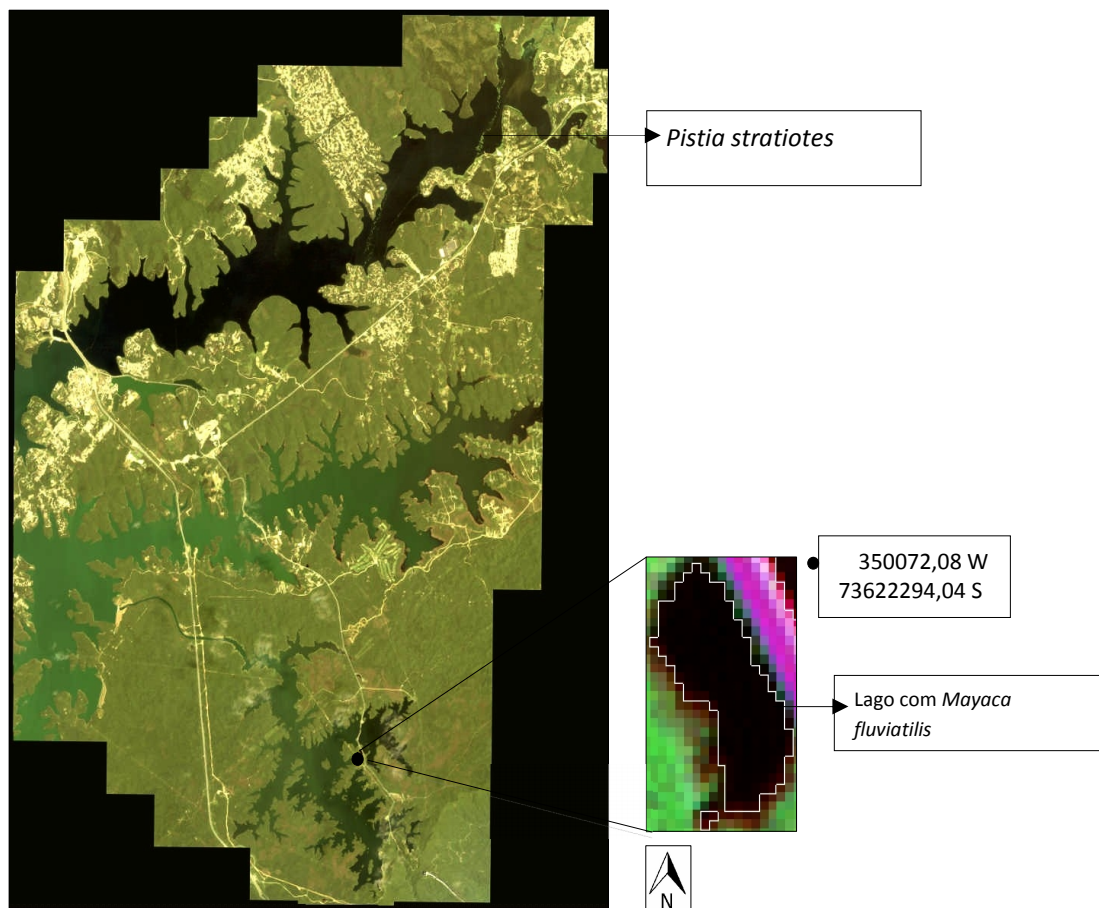 Pistia stratiotes
350072,08 W
73622294,04 S
Lago com Mayaca
fluviatilis
N